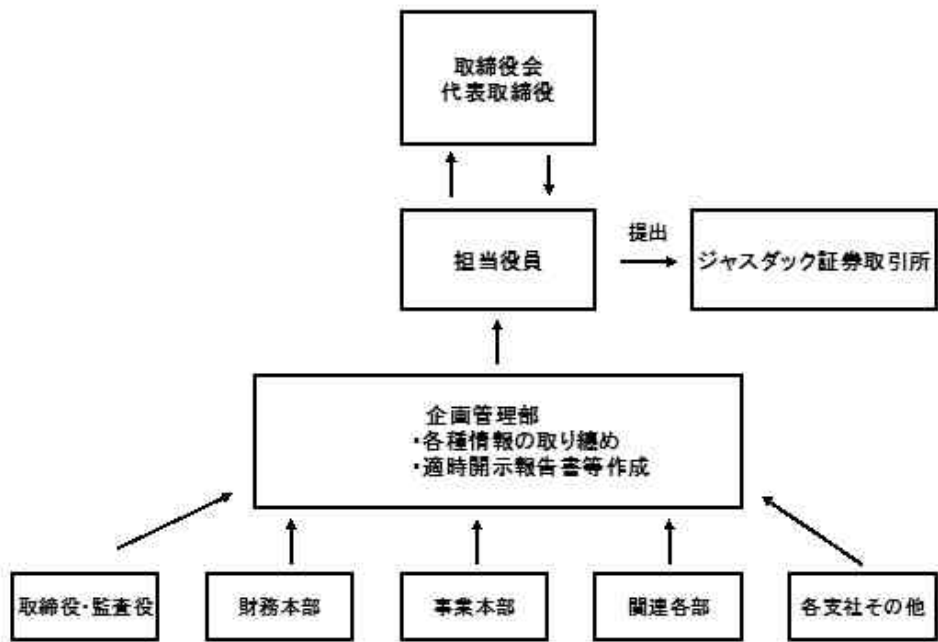 取締役会
代表取締役
担当役員
提出
ジャスダック証券取引所
企画管理部
・各種情報の取り纏め
・適時開示報告書等作成
取締役・監査役
財務本部
事業本部
関連各部
各支社その他